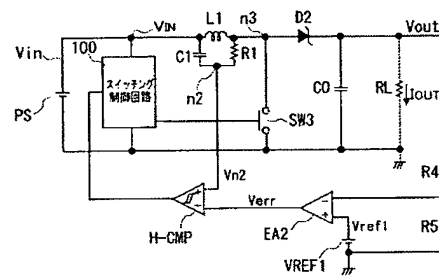 VIN
L1
n3
D2
Vout
Vin
100
C1
R1
スイッチング
制御回路
n2
C0
RL
IOUT
PS
SW3
Vn2
R4
H-CMP
Verr
EA2
Vref1
R5
VREF1